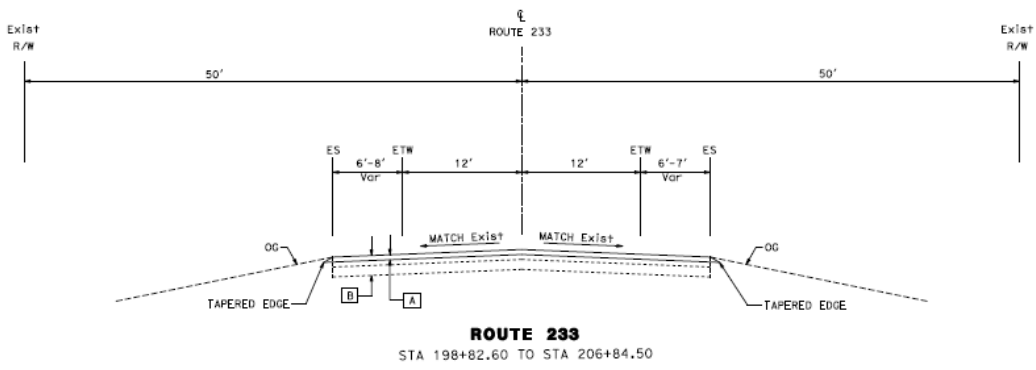 ℄
ROUTE 233
Exist
R/W
Exist
R/W
50'
50'
ES
ETW
ETW
ES
6'-8'
Var
12'
12'
6'-7'
Var
MATCH Exist
MATCH Exist
OG
OG
TAPERED EDGE
B
A
TAPERED EDGE
ROUTE 233
STA 198+82.60 TO STA 206+84.50